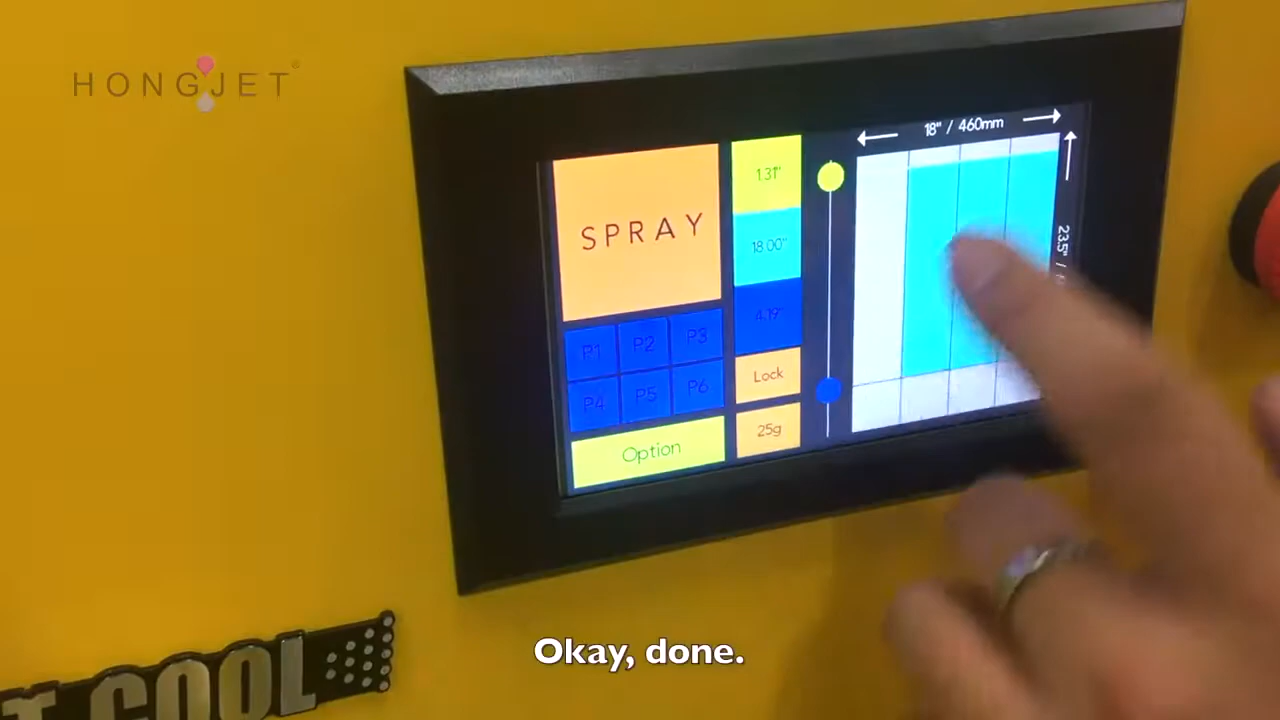 HONGJET®
18" / 460mm
SPRAY
1.31"
18.00"
23.5" /
4.19"
P1 P2 P3
P4 P5 P6
Lock
25g
Option
Okay, done.
COOL